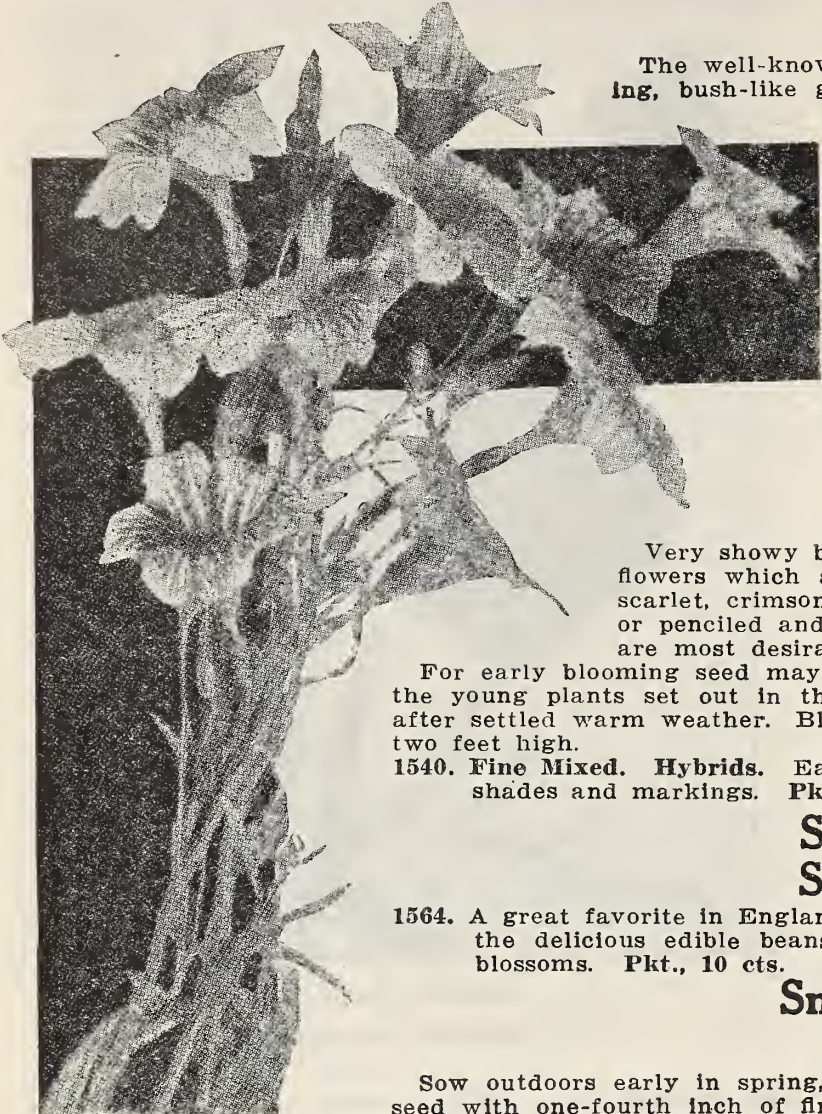 The well-know
ing, bush-like g
Very showy b
flowers which a
scarlet, crimson
or penciled and
are most desira
For early blooming seed may
the young plants set out in th
after settled warm weather. Bl
two feet high.
1540. Fine Mixed. Hybrids. Ea
shades and markings. Pk
S
S
1564. A great favorite in Englan
the delicious edible beans
blossoms. Pkt., 10 cts.
Sn
Sow outdoors early in spring,
seed with one-fourth inch of fi